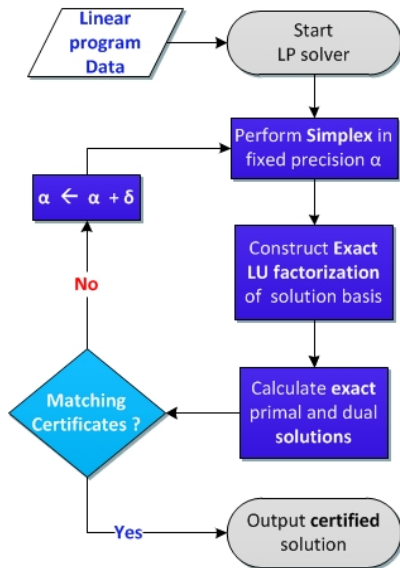 Linear
program
Data
Start
LP solver
Perform Simplex in
fixed precision α
α ← α + δ
Construct Exact
LU factorization
of solution basis
No
Calculate exact
primal and dual
solutions
Matching
Certificates ?
Yes
Output certified
solution